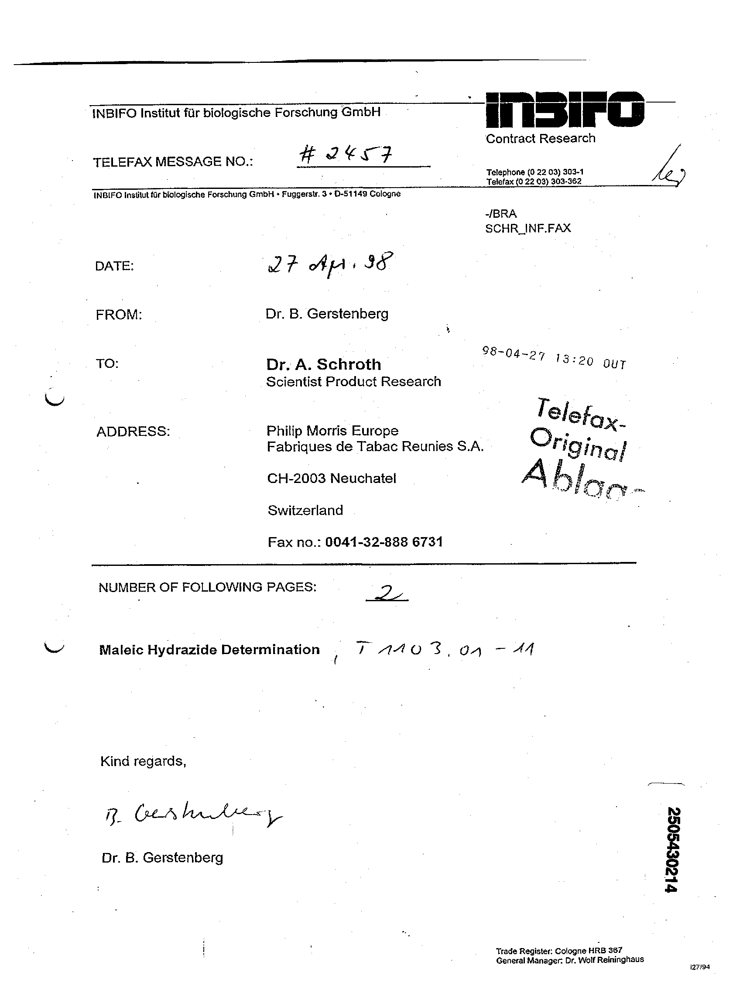 INBIFO Institut für biologische Forschung GmbH
INBIFO
Contract Research
TELEFAX MESSAGE NO.: # 2457
Telephone (0 22 03) 303-1
Telefax (0 22 03) 303-362
INBIFO Institut für biologische Forschung GmbH • Fuggerstr. 3 • D-51149 Cologne
-/BRA
SCHR_INF.FAX
DATE: 27 Apr. 98
FROM: Dr. B. Gerstenberg
98-04-27 13:20 OUT
TO: Dr. A. Schroth
Scientist Product Research
Telefax-
Original
ADDRESS: Philip Morris Europe
Fabriques de Tabac Reunies S.A.
CH-2003 Neuchatel
Switzerland
Fax no.: 0041-32-888 6731
NUMBER OF FOLLOWING PAGES: 2
Maleic Hydrazide Determination , T 1103.01 - 11
Kind regards,
B. Gerstenberg
Dr. B. Gerstenberg
2505430214
Trade Register: Cologne HRB 367
General Manager: Dr. Wolf Reininghaus
I27/94